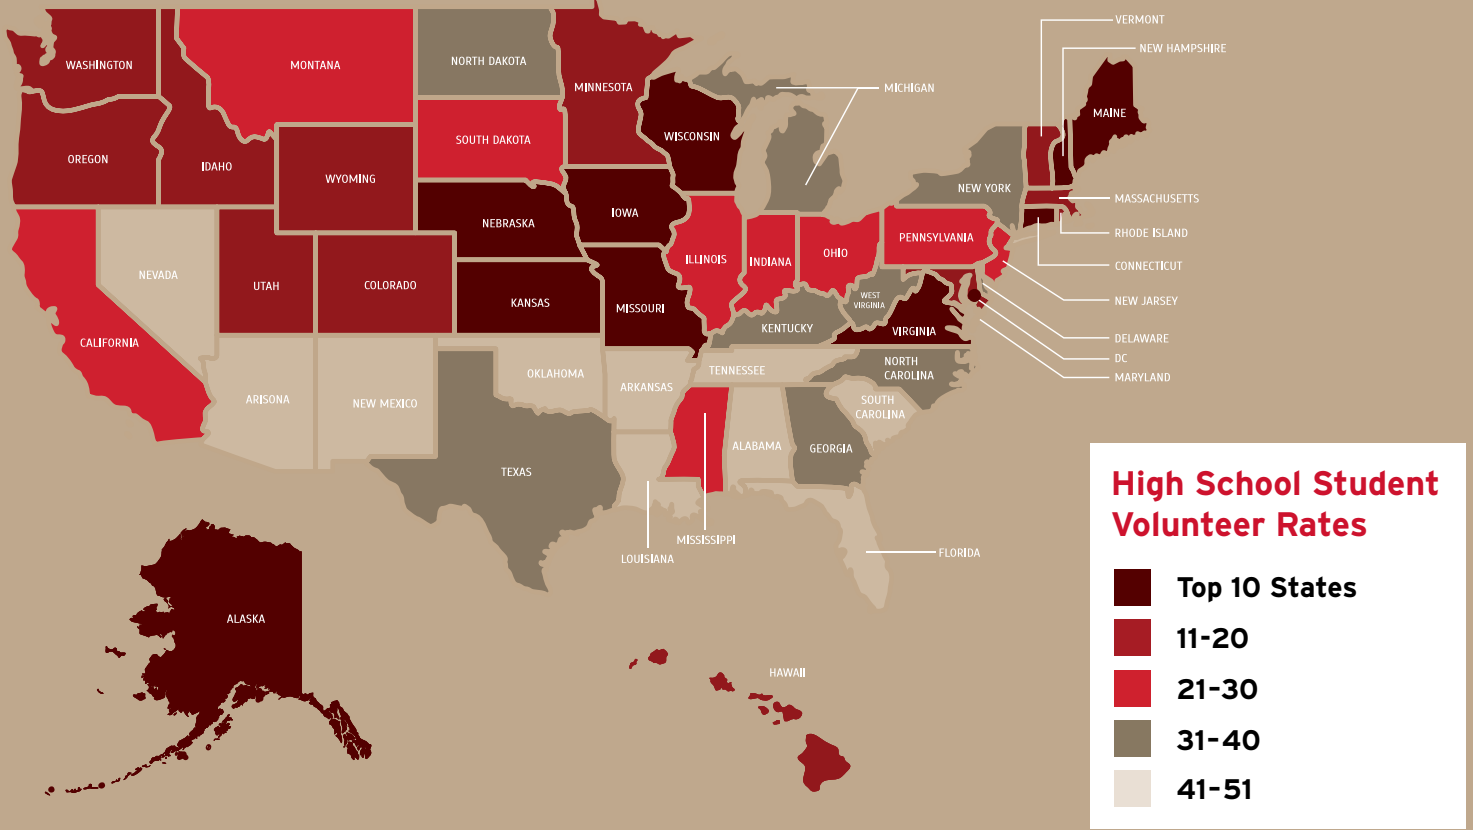 VERMONT
NEW HAMPSHIRE
WASHINGTON
MONTANA
NORTH DAKOTA
MINNESOTA
MICHIGAN
MAINE
WISCONSIN
SOUTH DAKOTA
OREGON
IDAHO
WYOMING
NEW YORK
MASSACHUSETTS
IOWA
NEBRASKA
RHODE ISLAND
PENNSYLVANIA
OHIO
ILLINOIS
INDIANA
CONNECTICUT
NEVADA
UTAH
COLORADO
KANSAS
MISSOURI
WEST
VIRGINIA
NEW JARSEY
KENTUCKY
VIRGINIA
DELAWARE
CALIFORNIA
DC
NORTH
CAROLINA
TENNESSEE
OKLAHOMA
ARKANSAS
MARYLAND
ARISONA
NEW MEXICO
SOUTH
CAROLINA
ALABAMA
GEORGIA
TEXAS
MISSISSIPPI
LOUISIANA
FLORIDA
ALASKA
HAWAII
High School Student
Volunteer Rates
Top 10 States
11-20
21-30
31-40
41-51